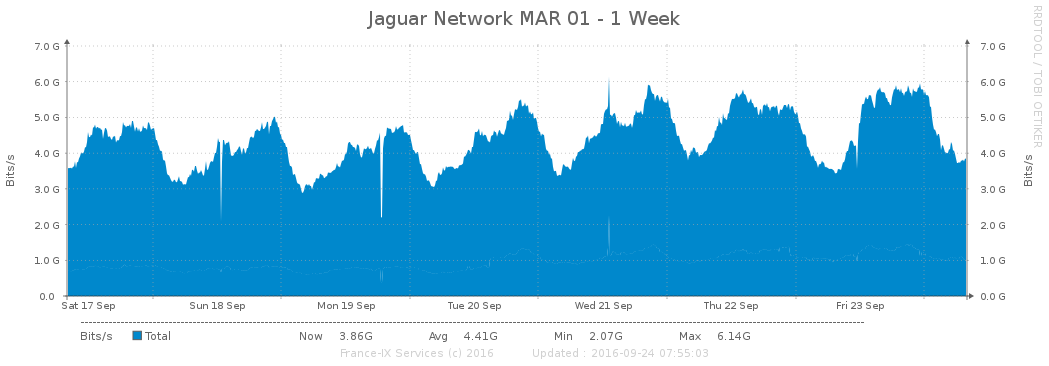 Jaguar Network MAR 01 - 1 Week
RRDTOOL / TOBI OETIKER
Bits/s
7.0 G 7.0 G
6.0 G 6.0 G
5.0 G 5.0 G
4.0 G 4.0 G
3.0 G 3.0 G
2.0 G 2.0 G
1.0 G 1.0 G
0.0 0.0 G
Bits/s
Sat 17 Sep Sun 18 Sep Mon 19 Sep Tue 20 Sep Wed 21 Sep Thu 22 Sep Fri 23 Sep
Bits/s Total Now 3.86G Avg 4.41G Min 2.07G Max 6.14G
France-IX Services (c) 2016 Updated : 2016-09-24 07:55:03